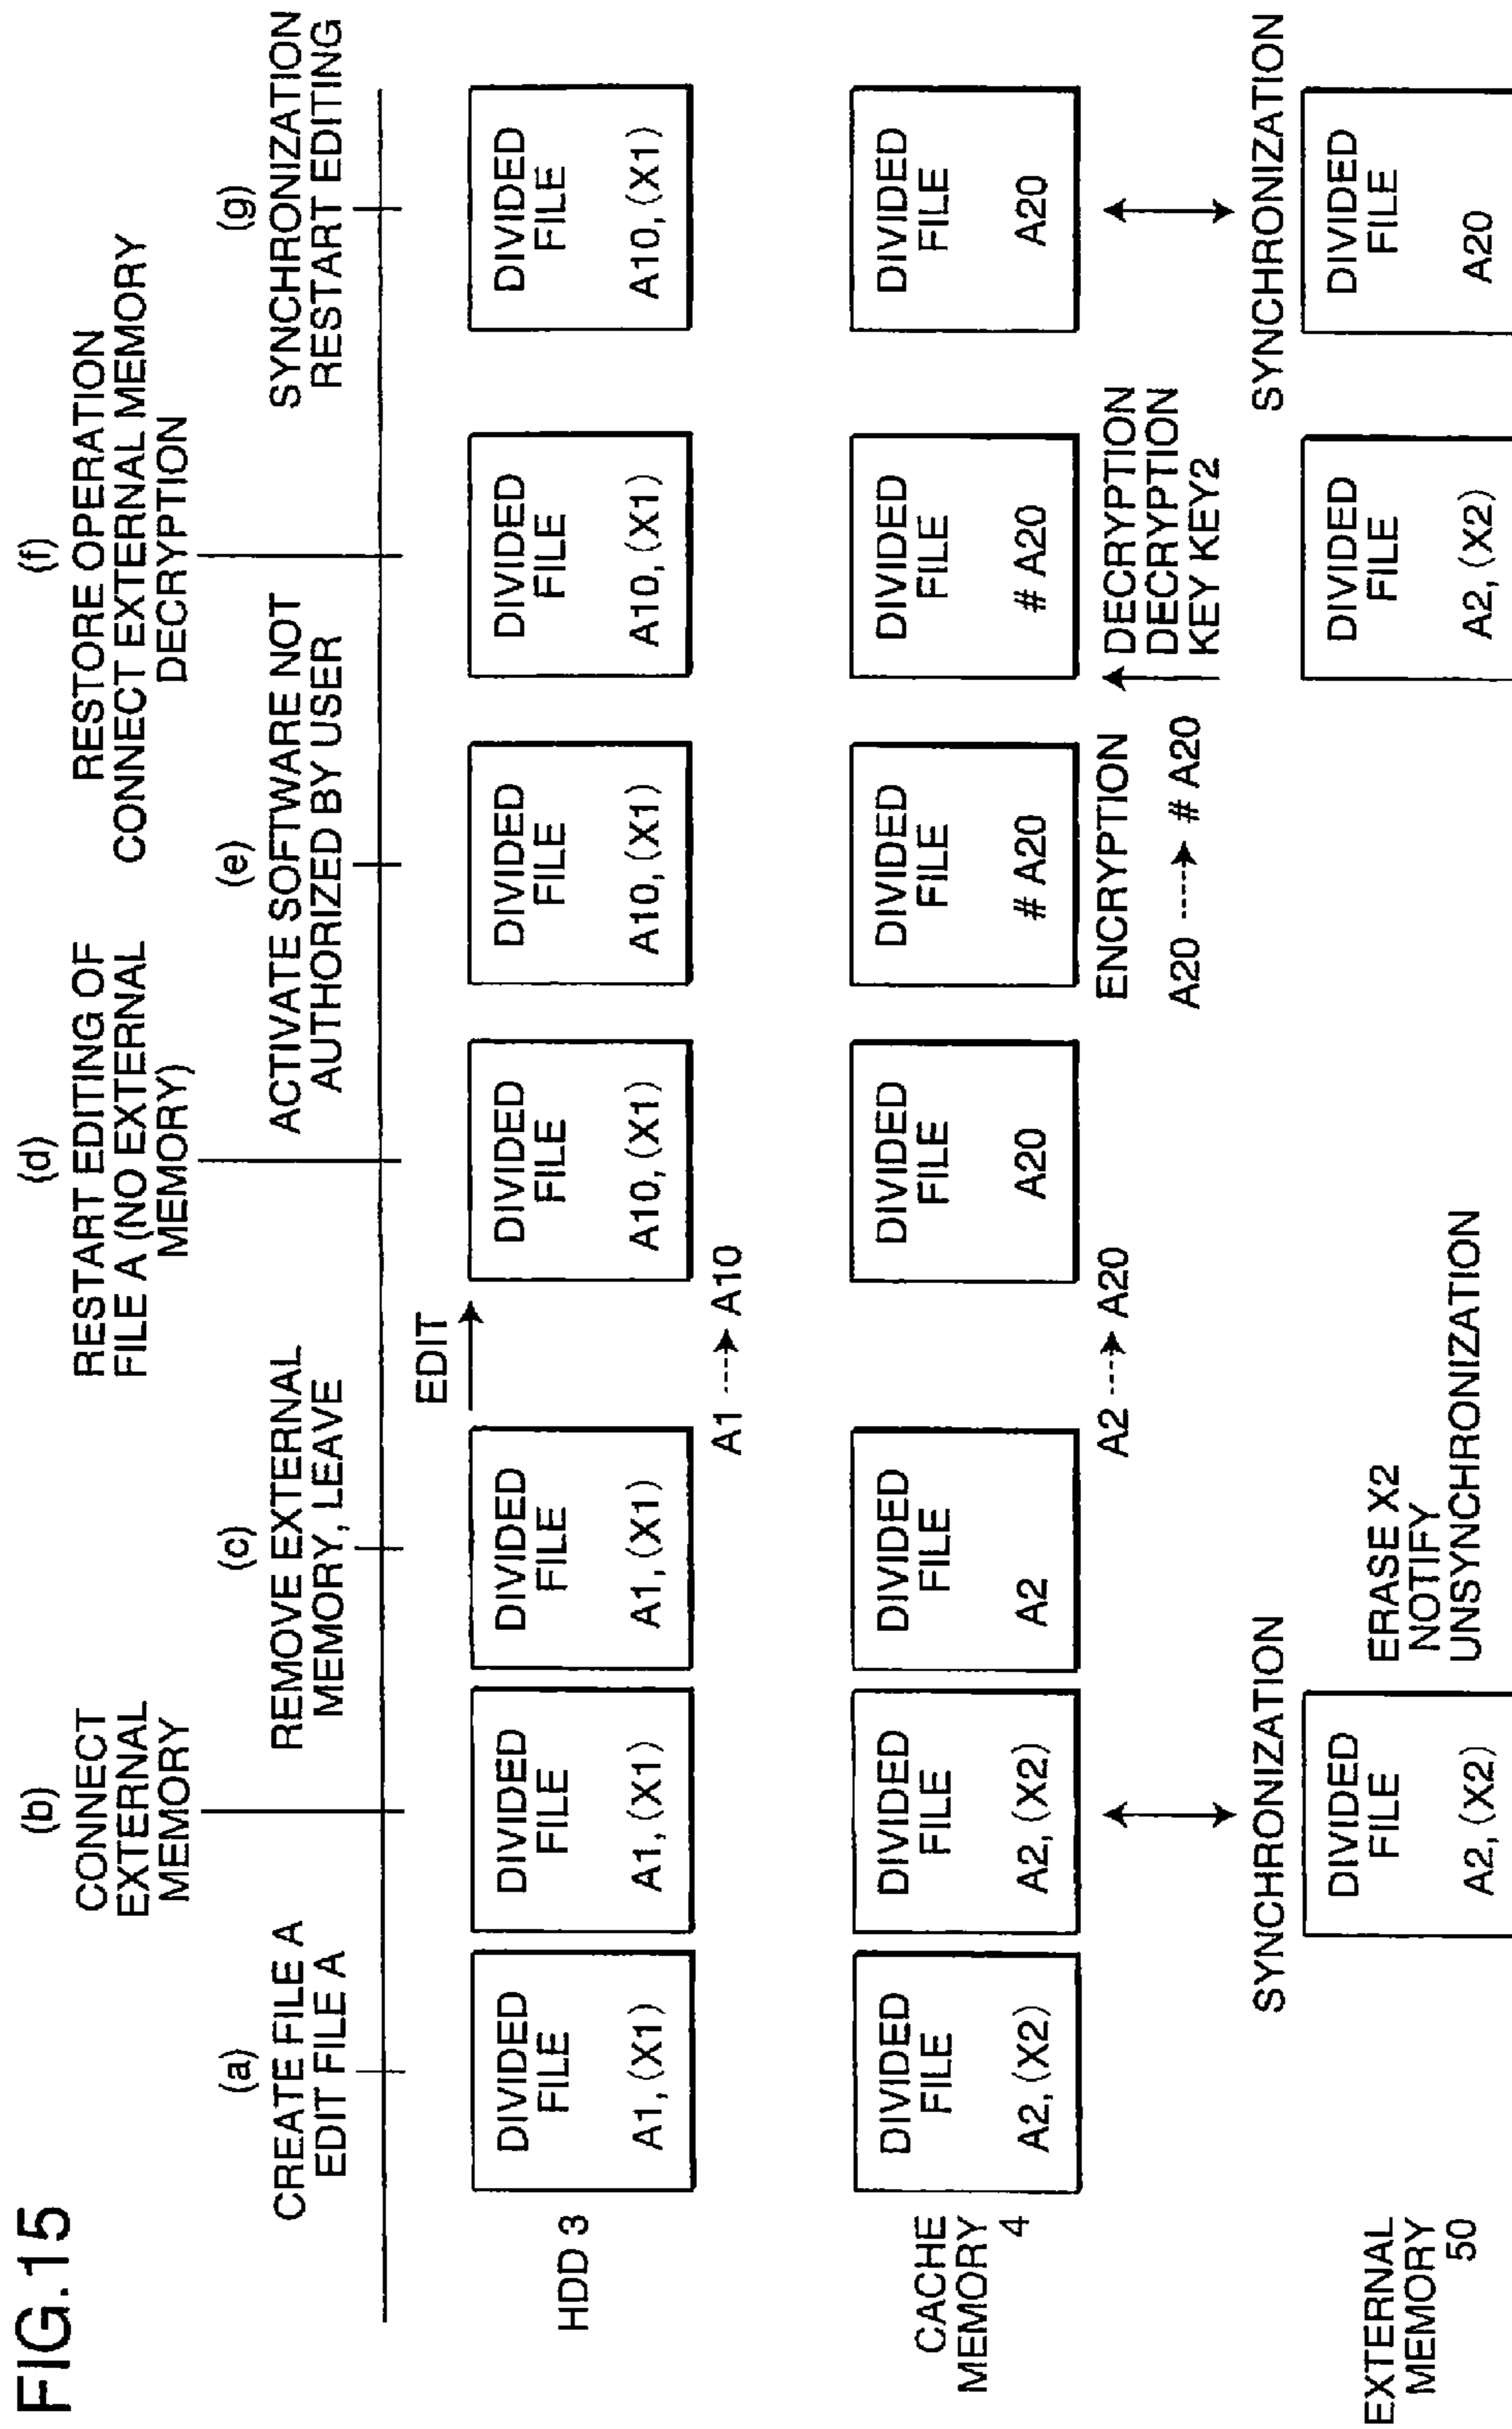 FIG.15
(a)
CREATE FILE A
EDIT FILE A
(b)
CONNECT
EXTERNAL
MEMORY
(c)
REMOVE EXTERNAL
MEMORY, LEAVE
(d)
RESTART EDITING OF
FILE A (NO EXTERNAL
MEMORY)
(e)
ACTIVATE SOFTWARE NOT
AUTHORIZED BY USER
(f)
RESTORE OPERATION
CONNECT EXTERNAL MEMORY
DECRYPTION
(g)
SYNCHRONIZATION
RESTART EDITING
HDD 3
DIVIDED
FILE
A1, (X1)
DIVIDED
FILE
A1, (X1)
DIVIDED
FILE
A1, (X1)
EDIT
A1 ----> A10
DIVIDED
FILE
A10, (X1)
DIVIDED
FILE
A10, (X1)
DIVIDED
FILE
A10, (X1)
DIVIDED
FILE
A10, (X1)
CACHE
MEMORY
4
DIVIDED
FILE
A2, (X2)
DIVIDED
FILE
A2, (X2)
DIVIDED
FILE
A2
A2 ----> A20
DIVIDED
FILE
A20
DIVIDED
FILE
# A20
ENCRYPTION
A20 ----> # A20
DIVIDED
FILE
# A20
DECRYPTION
DECRYPTION
KEY KEY2
DIVIDED
FILE
A20
EXTERNAL
MEMORY
50
SYNCHRONIZATION
DIVIDED
FILE
A2, (X2)
ERASE X2
NOTIFY
UNSYNCHRONIZATION
DIVIDED
FILE
A2, (X2)
SYNCHRONIZATION
DIVIDED
FILE
A20